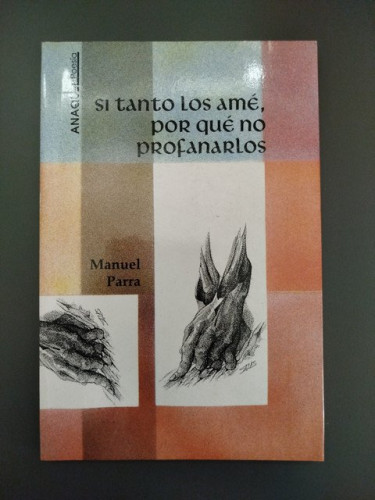 SI TANTO LOS AMÉ,
POR QUÉ NO
PROFANARLOS
Manuel
Parra